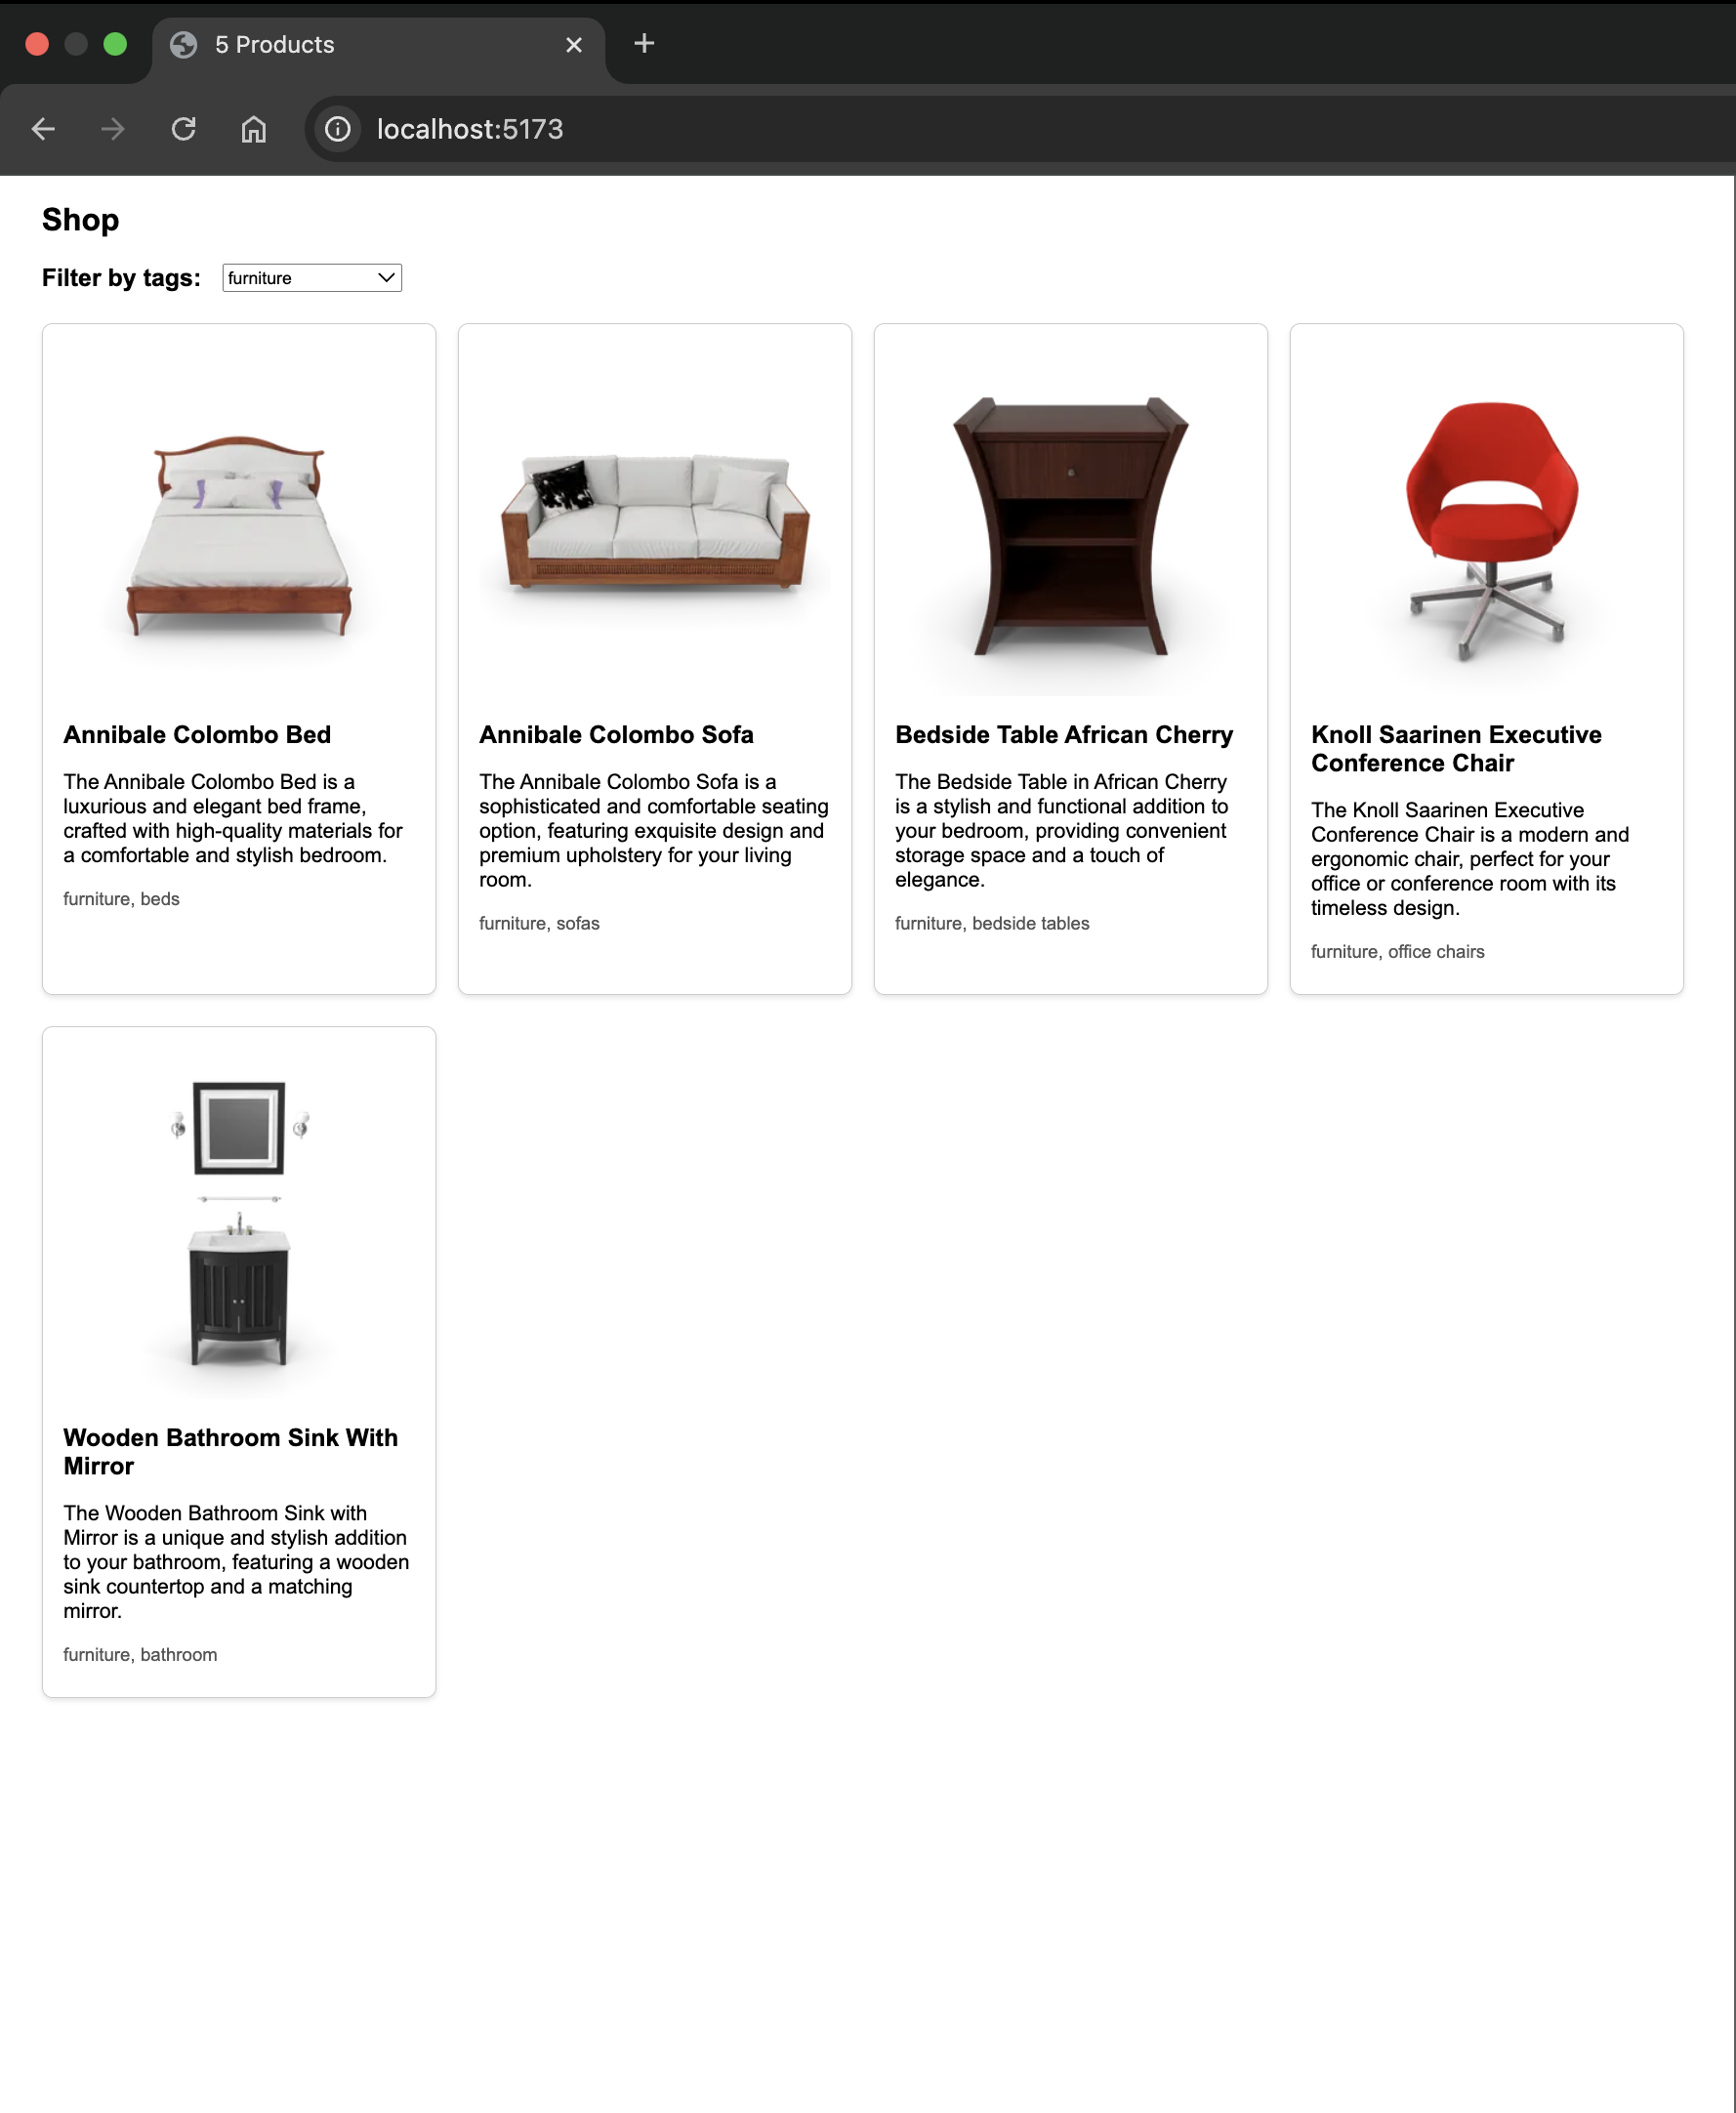 5 Products
localhost:5173
Shop
Filter by tags:
furniture
Annibale Colombo Bed
The Annibale Colombo Bed is a
luxurious and elegant bed frame,
crafted with high-quality materials for
a comfortable and stylish bedroom.
furniture, beds
Annibale Colombo Sofa
The Annibale Colombo Sofa is a
sophisticated and comfortable seating
option, featuring exquisite design and
premium upholstery for your living
room.
furniture, sofas
Bedside Table African Cherry
The Bedside Table in African Cherry
is a stylish and functional addition to
your bedroom, providing convenient
storage space and a touch of
elegance.
furniture, bedside tables
Knoll Saarinen Executive
Conference Chair
The Knoll Saarinen Executive
Conference Chair is a modern and
ergonomic chair, perfect for your
office or conference room with its
timeless design.
furniture, office chairs
Wooden Bathroom Sink With
Mirror
The Wooden Bathroom Sink with
Mirror is a unique and stylish addition
to your bathroom, featuring a wooden
sink countertop and a matching
mirror.
furniture, bathroom